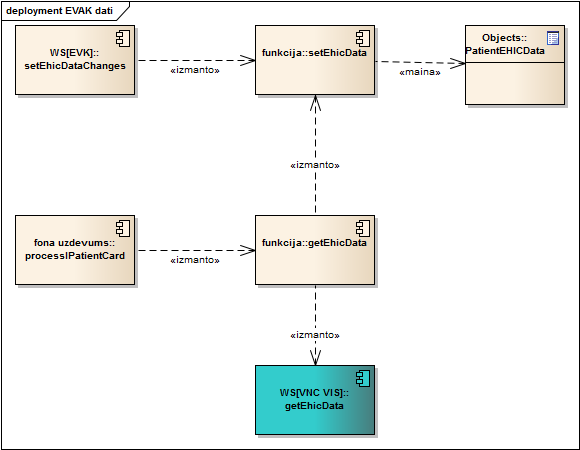 deployment EVAK dati
WS[EVK]::
setEhicDataChanges
«izmanto»
funkcija::setEhicData
«maina»
Objects::
PatientEHICData
«izmanto»
fona uzdevums::
processIPatientCard
«izmanto»
funkcija::getEhicData
«izmanto»
WS[VNC VIS]::
getEhicData